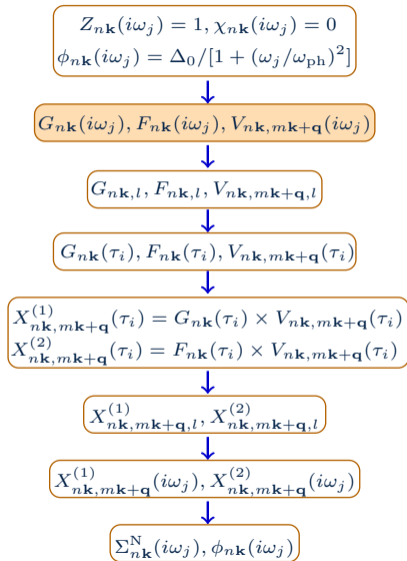 Z_{n𝐤}(iω_j) = 1, χ_{n𝐤}(iω_j) = 0
ϕ_{n𝐤}(iω_j) = Δ_0/[1 + (ω_j/ω_{ph})^2]
G_{n𝐤}(iω_j), F_{n𝐤}(iω_j), V_{n𝐤,m𝐤+𝐪}(iω_j)
G_{n𝐤,l}, F_{n𝐤,l}, V_{n𝐤,m𝐤+𝐪,l}
G_{n𝐤}(τ_i), F_{n𝐤}(τ_i), V_{n𝐤,m𝐤+𝐪}(τ_i)
X^{(1)}_{n𝐤,m𝐤+𝐪}(τ_i) = G_{n𝐤}(τ_i) × V_{n𝐤,m𝐤+𝐪}(τ_i)
X^{(2)}_{n𝐤,m𝐤+𝐪}(τ_i) = F_{n𝐤}(τ_i) × V_{n𝐤,m𝐤+𝐪}(τ_i)
X^{(1)}_{n𝐤,m𝐤+𝐪,l}, X^{(2)}_{n𝐤,m𝐤+𝐪,l}
X^{(1)}_{n𝐤,m𝐤+𝐪}(iω_j), X^{(2)}_{n𝐤,m𝐤+𝐪}(iω_j)
Σ^N_{n𝐤}(iω_j), ϕ_{n𝐤}(iω_j)